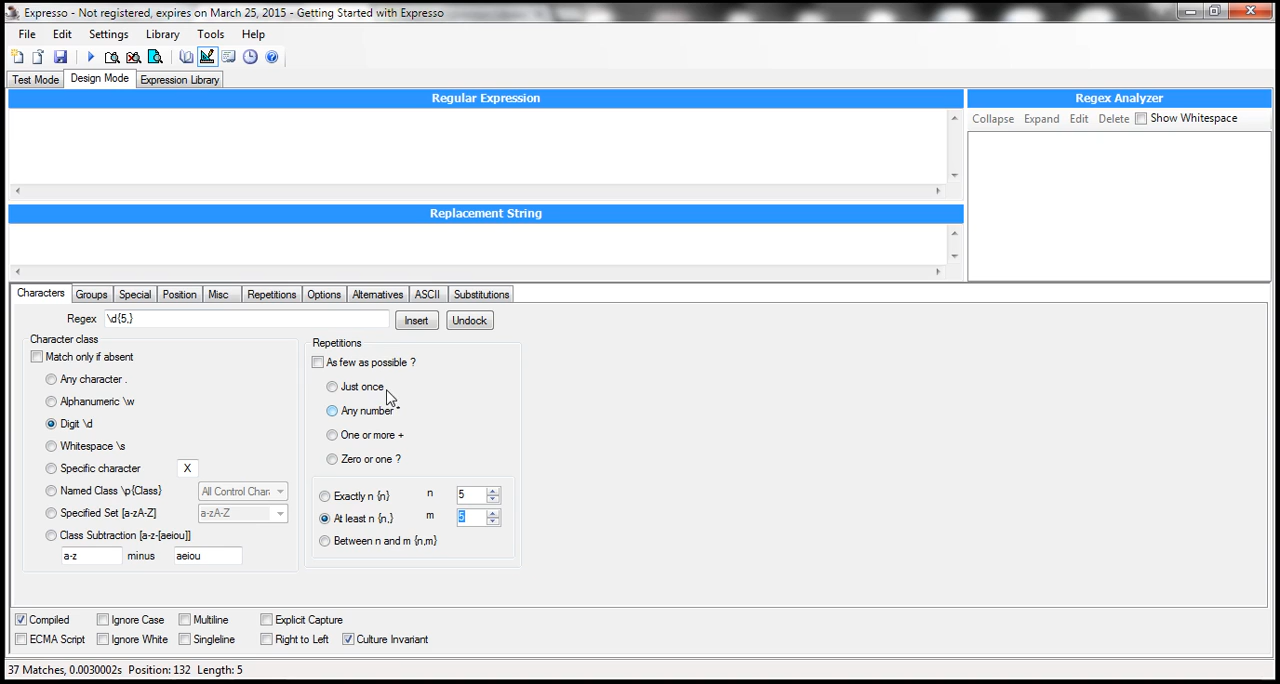 Expresso - Not registered, expires on March 25, 2015 - Getting Started with Expresso
File Edit Settings Library Tools Help
Test Mode Design Mode Expression Library
Regular Expression Regex Analyzer
Collapse Expand Edit Delete Show Whitespace
Replacement String
Characters Groups Special Position Misc Repetitions Options Alternatives ASCII Substitutions
Regex \d{5,} Insert Undock
Character class Repetitions
Match only if absent As few as possible ?
Any character . Just once
Alphanumeric \w Any number *
Digit \d One or more +
Whitespace \s Zero or one ?
Specific character X
Named Class \p{Class} All Control Char Exactly n {n} n 5
Specified Set [a-zA-Z] a-zA-Z At least n {n,} m 5
Class Subtraction [a-z-[aeiou]] Between n and m {n,m}
a-z minus aeiou
Compiled Ignore Case Multiline Explicit Capture
ECMA Script Ignore White Singleline Right to Left Culture Invariant
37 Matches, 0.0030002s Position: 132 Length: 5